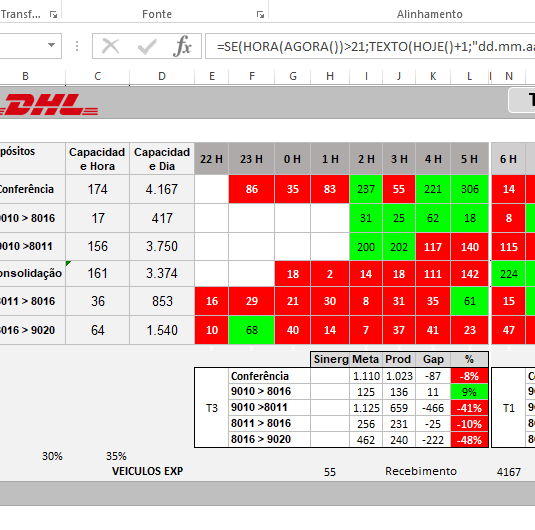 Transf...
Fonte
Alinhamento
fx
=SE(HORA(AGORA())>21;TEXTO(HOJE()+1;"dd.mm.aa
B C D E F G H I J K L N
DHL
T
pósitos Capacidad e Hora Capacidad e Dia 22 H 23 H 0 H 1 H 2 H 3 H 4 H 5 H 6 H
Conferência 174 4.167 86 35 83 237 55 221 306 14
9010 > 8016 17 417 31 25 62 18 8
9010 >8011 156 3.750 200 202 117 140 115
onsolidação 161 3.374 18 2 14 18 111 142 224
8011 > 8016 36 853 16 29 21 30 8 31 35 61 15
8016 > 9020 64 1.540 10 68 40 14 7 37 41 23 47
Sinerg Meta Prod Gap %
Conferência 1.110 1.023 -87 -8%
9010 > 8016 125 136 11 9%
T3 9010 >8011 1.125 659 -466 -41% T1
8011 > 8016 256 231 -25 -10%
8016 > 9020 462 240 -222 -48%
30% 35%
VEICULOS EXP 55 Recebimento 4167